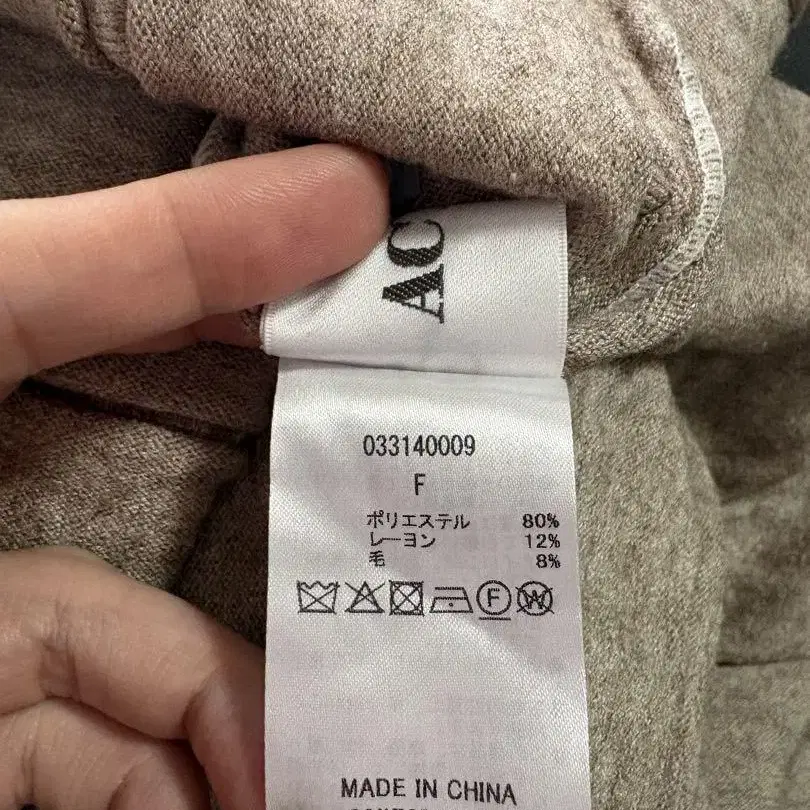 AC
033140009
F
ポリエステル 80%
レーヨン 12%
毛 8%
F W
MADE IN CHINA